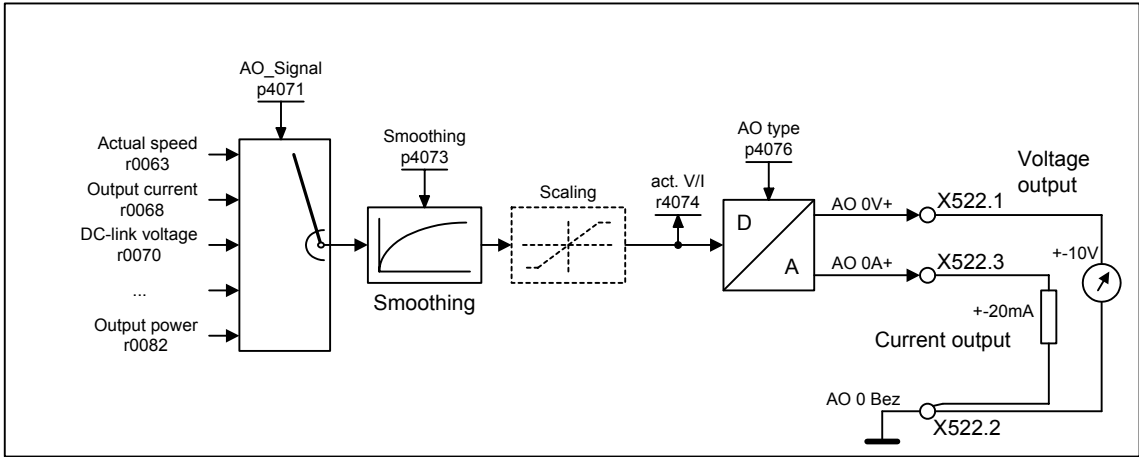 AO_Signal
p4071
Actual speed
r0063
Output current
r0068
DC-link voltage
r0070
...
Output power
r0082
Smoothing
p4073
Smoothing
Scaling
act. V/I
r4074
AO type
p4076
D
A
AO 0V+
X522.1
AO 0A+
X522.3
Voltage
output
+-10V
+-20mA
Current output
AO 0 Bez
X522.2